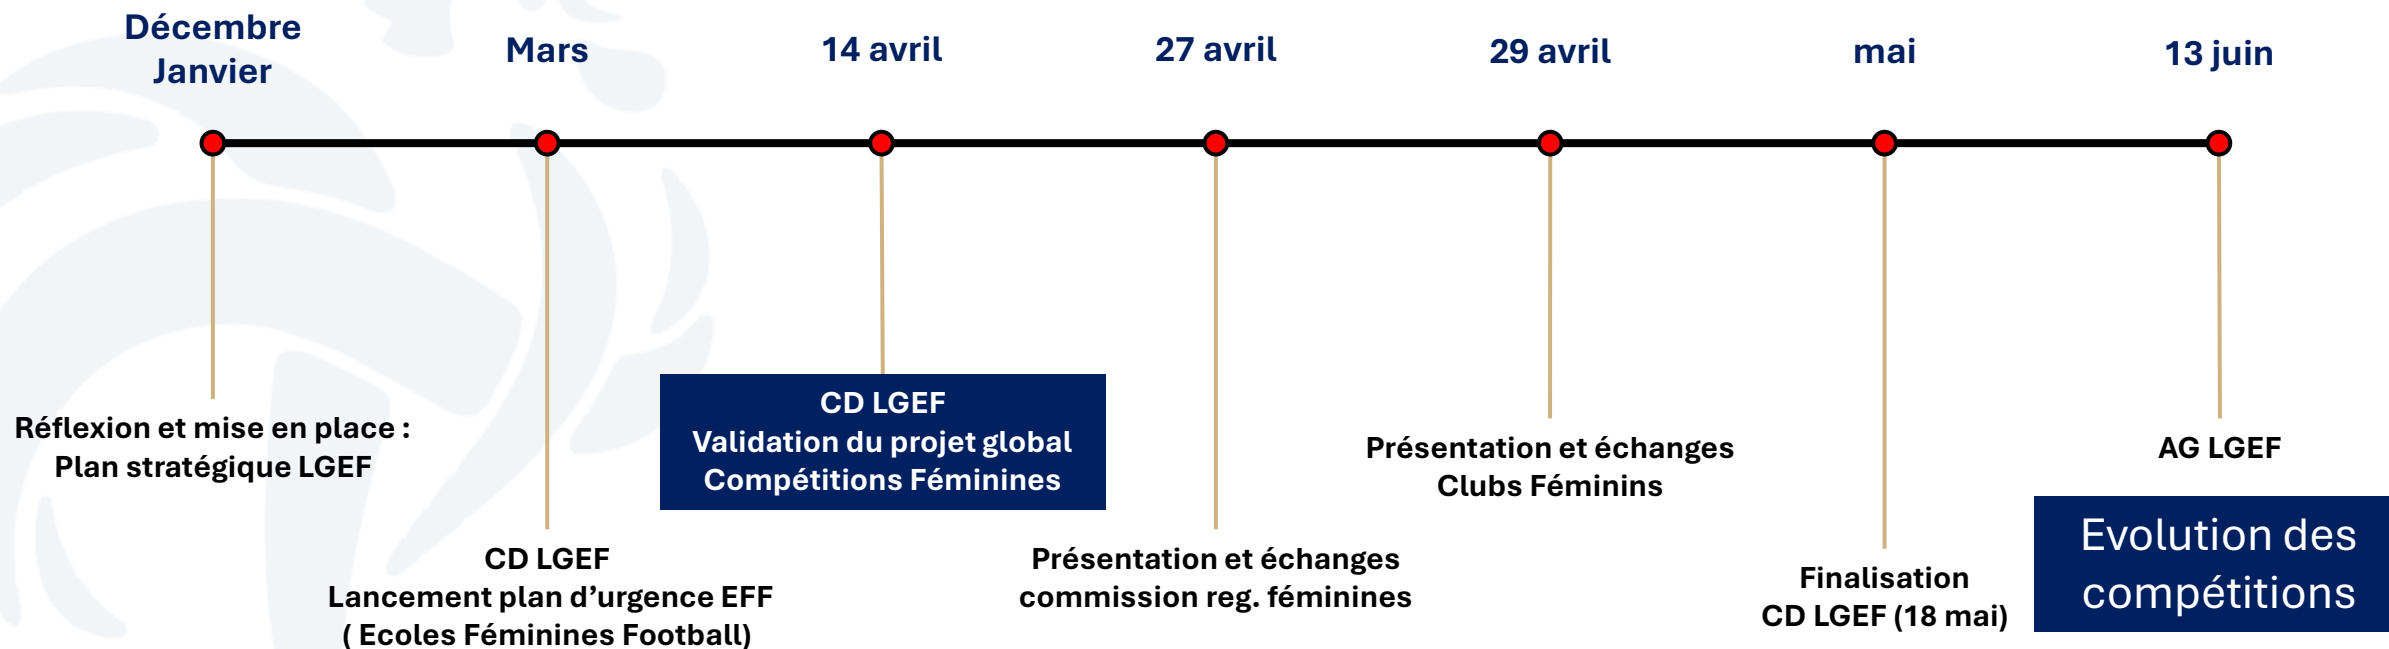 Décembre
Janvier
Mars
14 avril
27 avril
29 avril
mai
13 juin
Réflexion et mise en place :
Plan stratégique LGEF
CD LGEF
Lancement plan d’urgence EFF
( Ecoles Féminines Football)
CD LGEF
Validation du projet global
Compétitions Féminines
Présentation et échanges
commission reg. féminines
Présentation et échanges
Clubs Féminins
Finalisation
CD LGEF (18 mai)
AG LGEF
Evolution des
compétitions